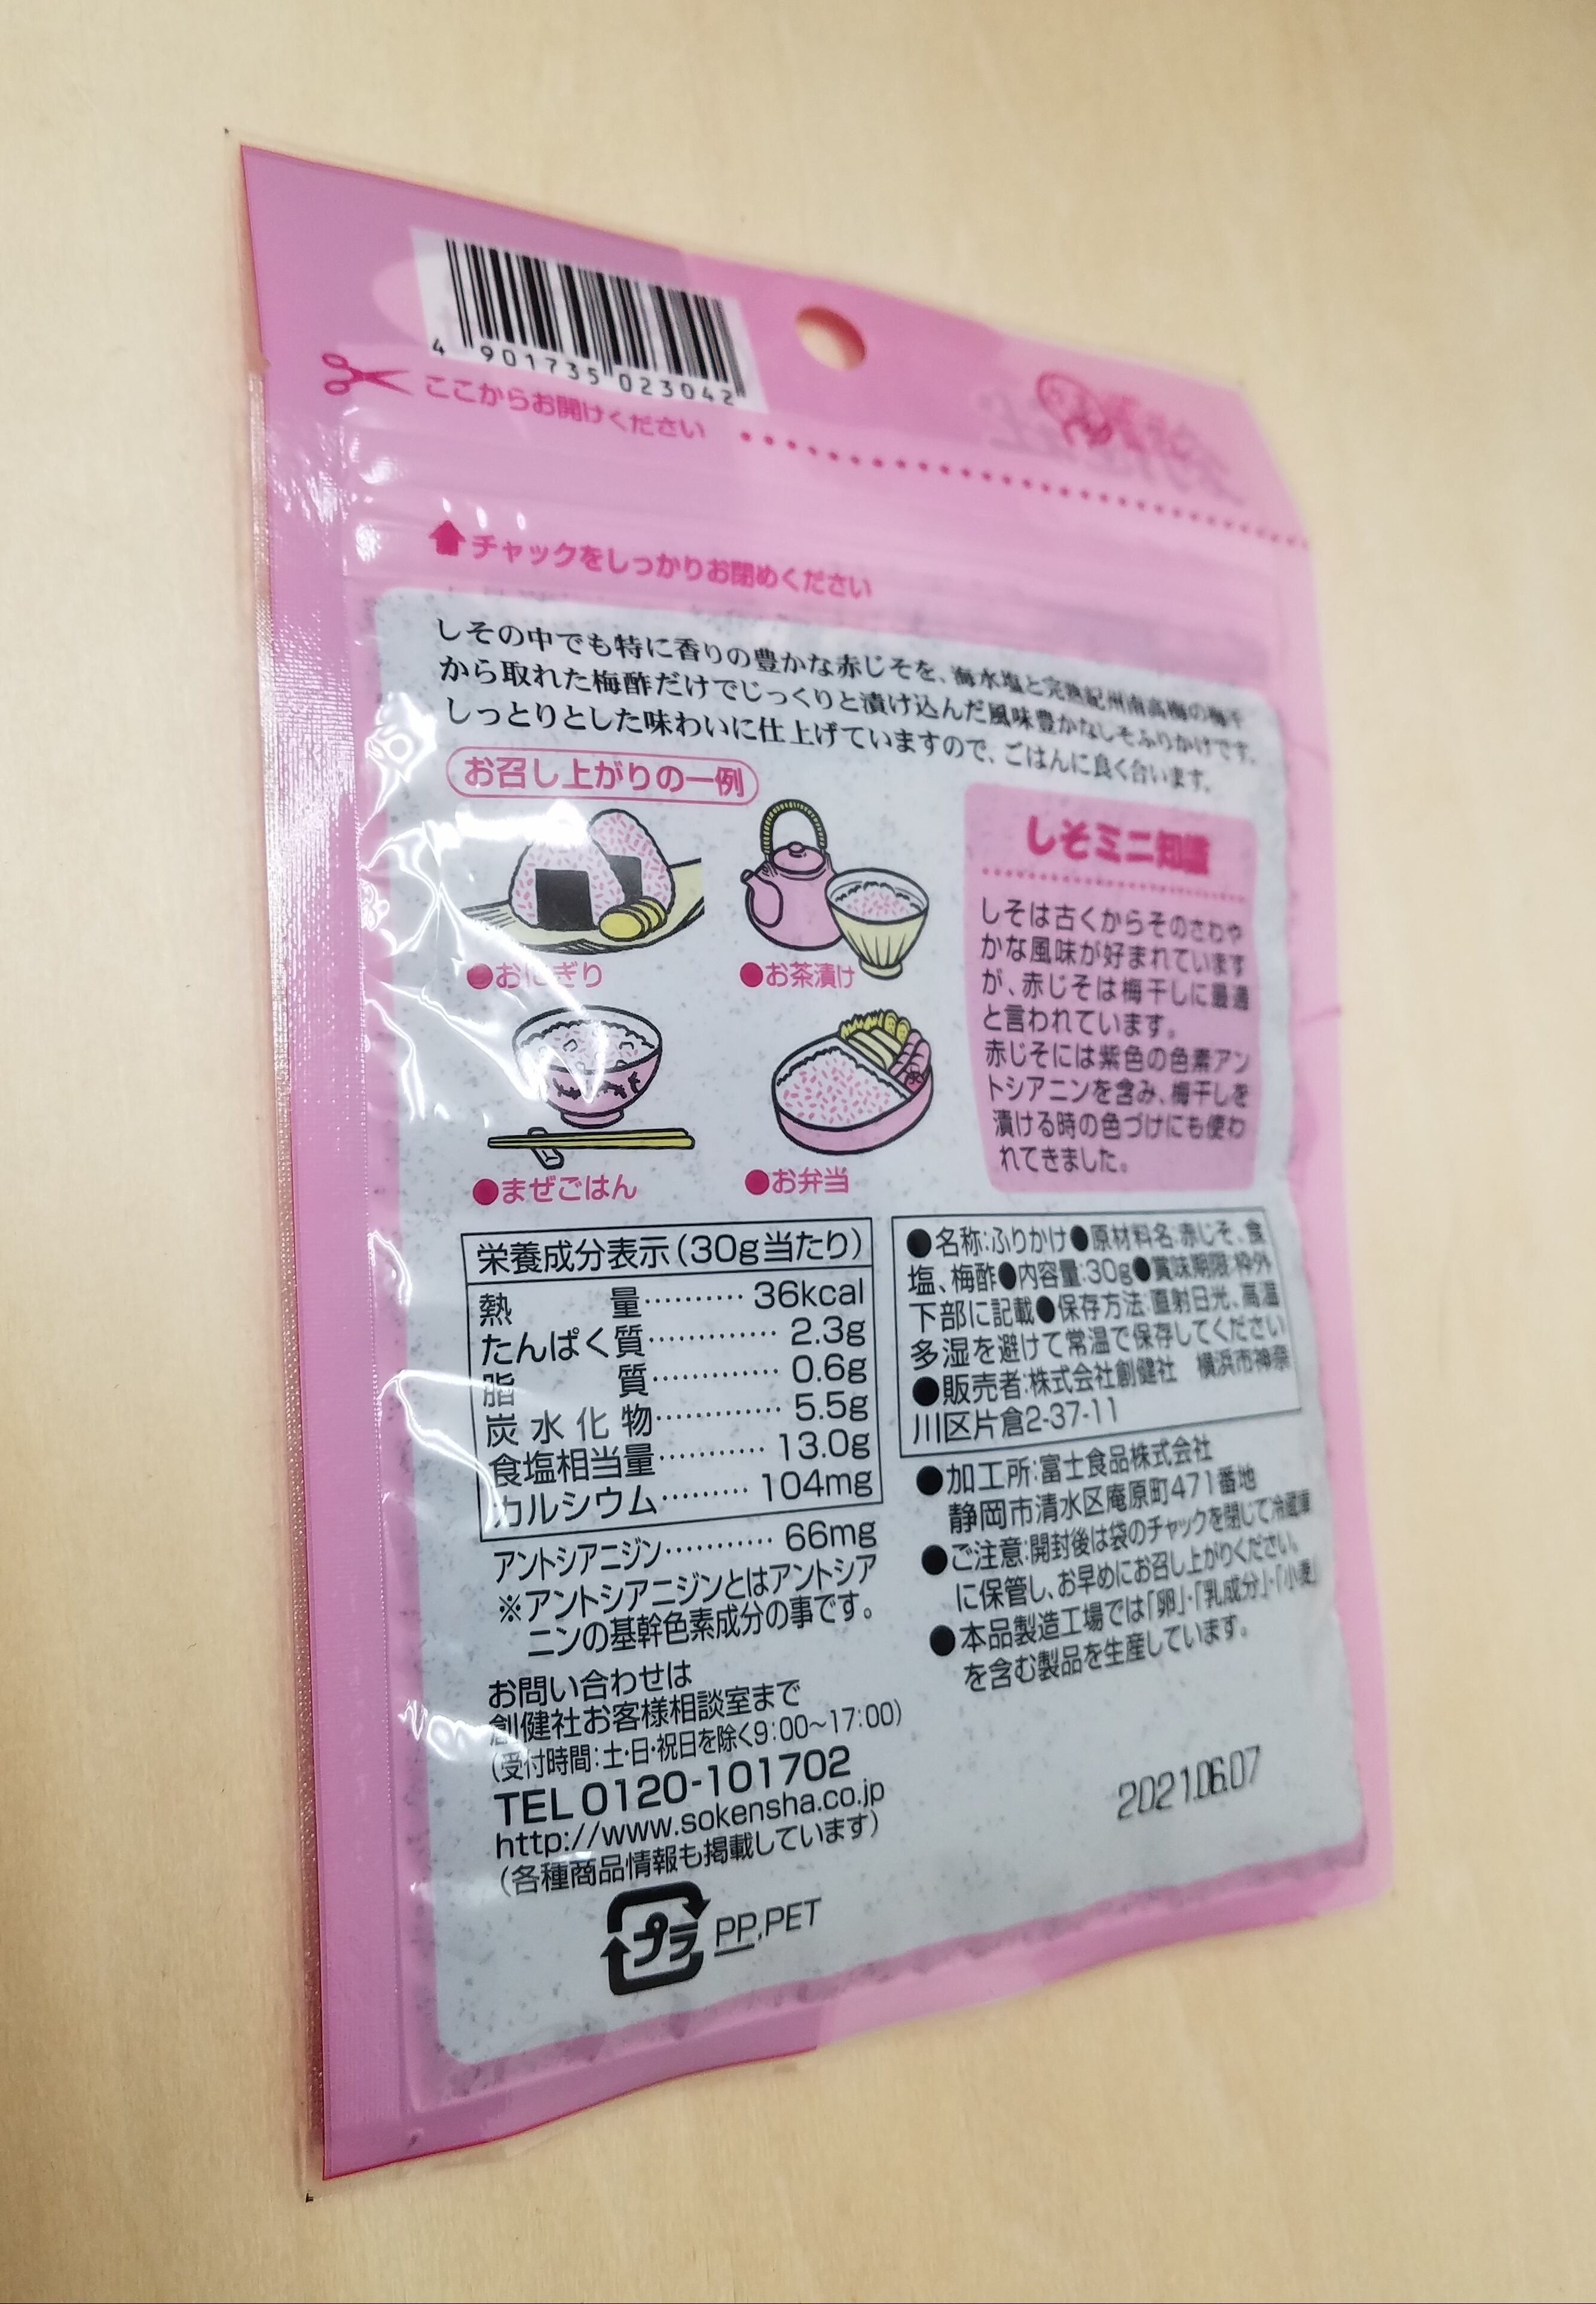 4 901735 023042
ここからお開けください
チャックをしっかりお閉めください
しその中でも特に香りの豊かな赤じそを、海水塩と完熟紀州南高梅の梅干
から取れた梅酢だけでじっくりと漬け込んだ風味豊かなしそふりかけです。
しっとりとした味わいに仕上げていますので、ごはんに良く合います。
お召し上がりの一例
●おにぎり
●お茶漬け
●まぜごはん
●お弁当
しそミニ知識
しそは古くからそのさわや
かな風味が好まれています
が、赤じそは梅干しに最適
と言われています。
赤じそには紫色の色素アン
トシアニンを含み、梅干しを
漬ける時の色づけにも使わ
れてきました。
栄養成分表示(30g当たり)
熱量…………36kcal
たんぱく質…………2.3g
脂質…………0.6g
炭水化物…………5.5g
食塩相当量…………13.0g
カルシウム…………104mg
アントシアニジン…………66mg
※アントシアニジンとはアントシア
ニンの基幹色素成分の事です。
お問い合わせは
創健社お客様相談室まで
(受付時間:土・日・祝日を除く9:00〜17:00)
TEL 0120-101702
http://www.sokensha.co.jp
(各種商品情報も掲載しています)
プラ PP,PET
●名称:ふりかけ●原材料名:赤じそ、食
塩、梅酢●内容量:30g●賞味期限:枠外
下部に記載●保存方法:直射日光、高温
多湿を避けて常温で保存してください
●販売者:株式会社創健社 横浜市神奈
川区片倉2-37-11
●加工所:富士食品株式会社
静岡市清水区庵原町471番地
●ご注意:開封後は袋のチャックを閉じて冷蔵庫
に保管し、お早めにお召し上がりください。
●本品製造工場では「卵」・「乳成分」・「小麦」
を含む製品を生産しています。
2021.06.07